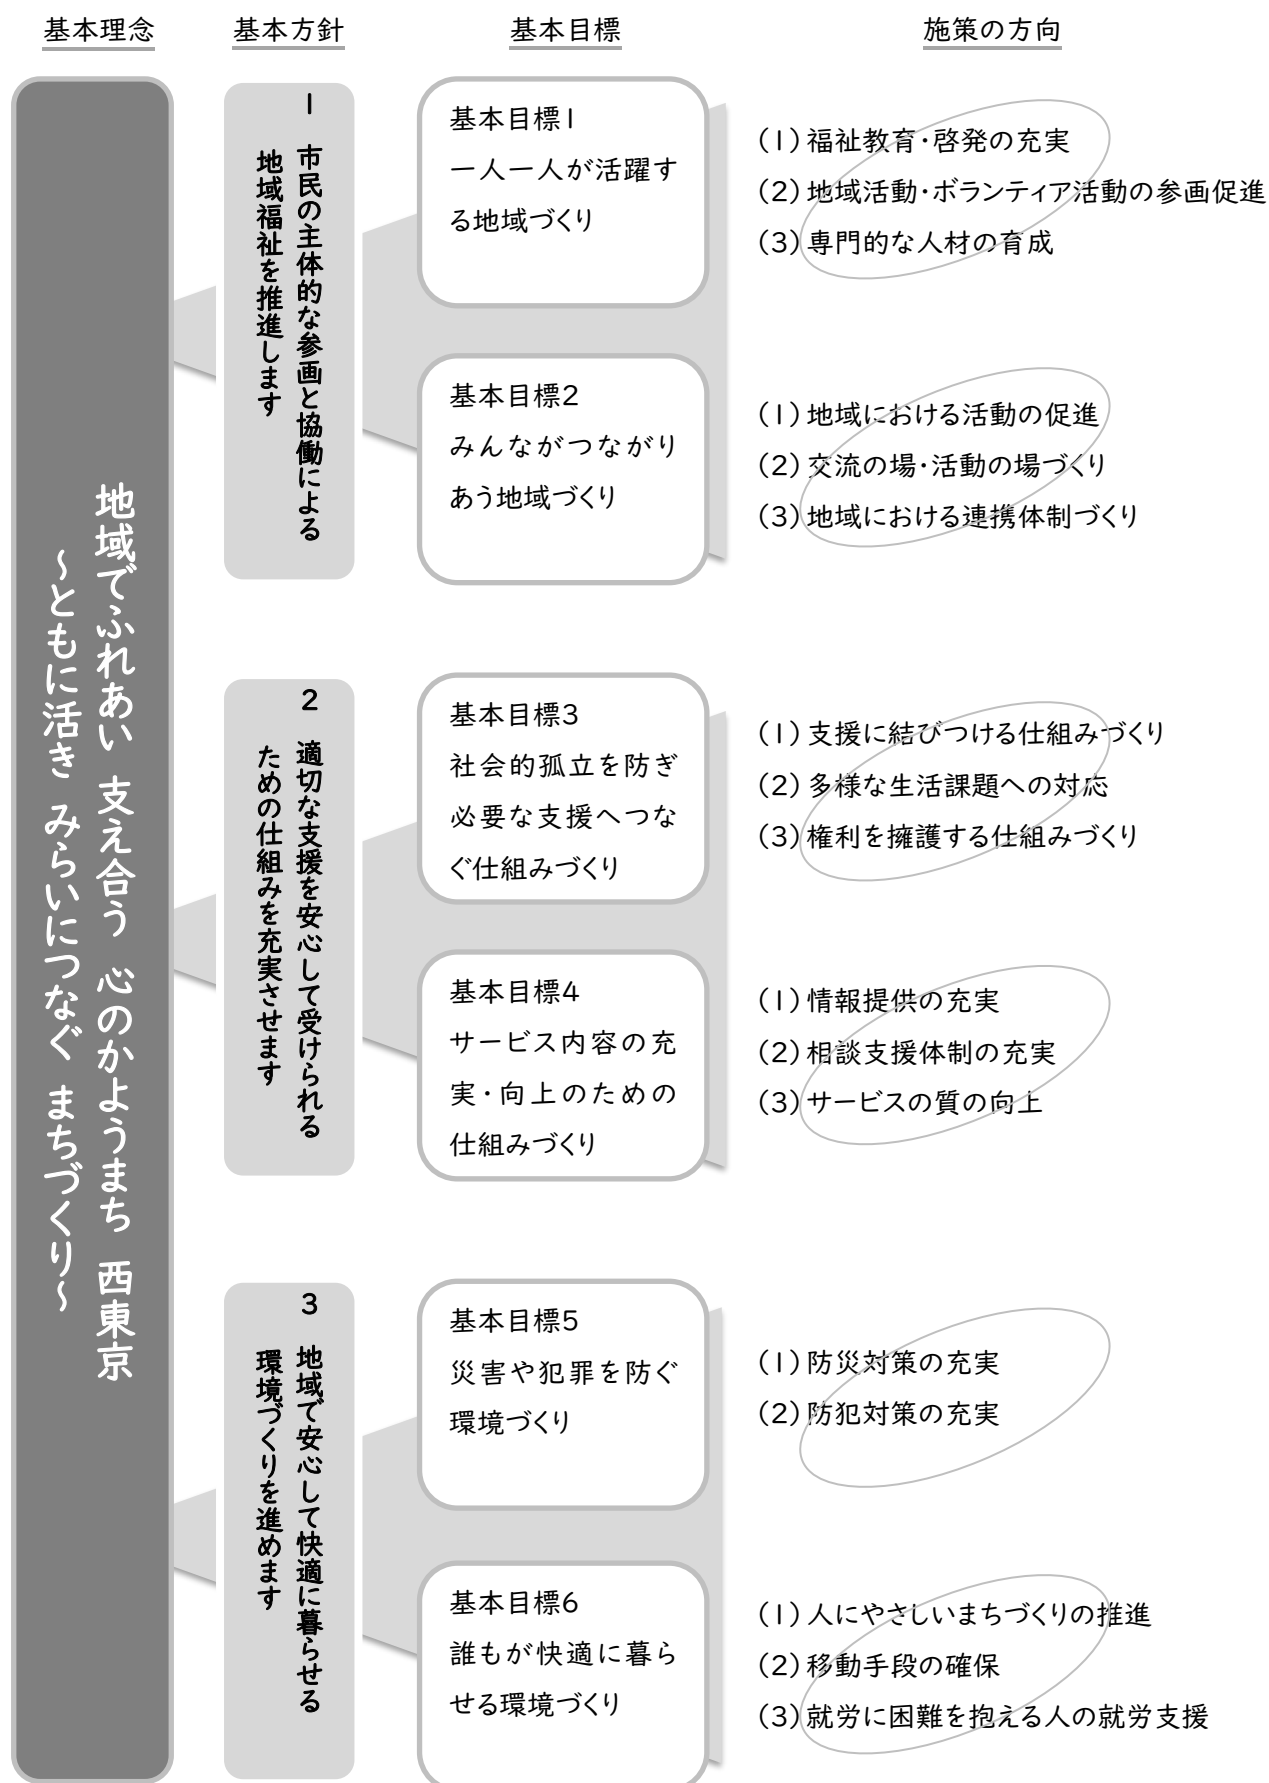 基本理念
基本方針
基本目標
施策の方向
地域でふれあい 支え合う 心のかようまち 西東京
～ともに活き みらいにつなぐ まちづくり～
1 市民の主体的な参画と協働による
地域福祉を推進します
基本目標1
一人一人が活躍す
る地域づくり
(1)福祉教育・啓発の充実
(2)地域活動・ボランティア活動の参画促進
(3)専門的な人材の育成
基本目標2
みんながつながり
あう地域づくり
(1)地域における活動の促進
(2)交流の場・活動の場づくり
(3)地域における連携体制づくり
2 適切な支援を安心して受けられる
ための仕組みを充実させます
基本目標3
社会的孤立を防ぎ
必要な支援へつな
ぐ仕組みづくり
(1)支援に結びつける仕組みづくり
(2)多様な生活課題への対応
(3)権利を擁護する仕組みづくり
基本目標4
サービス内容の充
実・向上のための
仕組みづくり
(1)情報提供の充実
(2)相談支援体制の充実
(3)サービスの質の向上
3 地域で安心して快適に暮らせる
環境づくりを進めます
基本目標5
災害や犯罪を防ぐ
環境づくり
(1)防災対策の充実
(2)防犯対策の充実
基本目標6
誰もが快適に暮ら
せる環境づくり
(1)人にやさしいまちづくりの推進
(2)移動手段の確保
(3)就労に困難を抱える人の就労支援